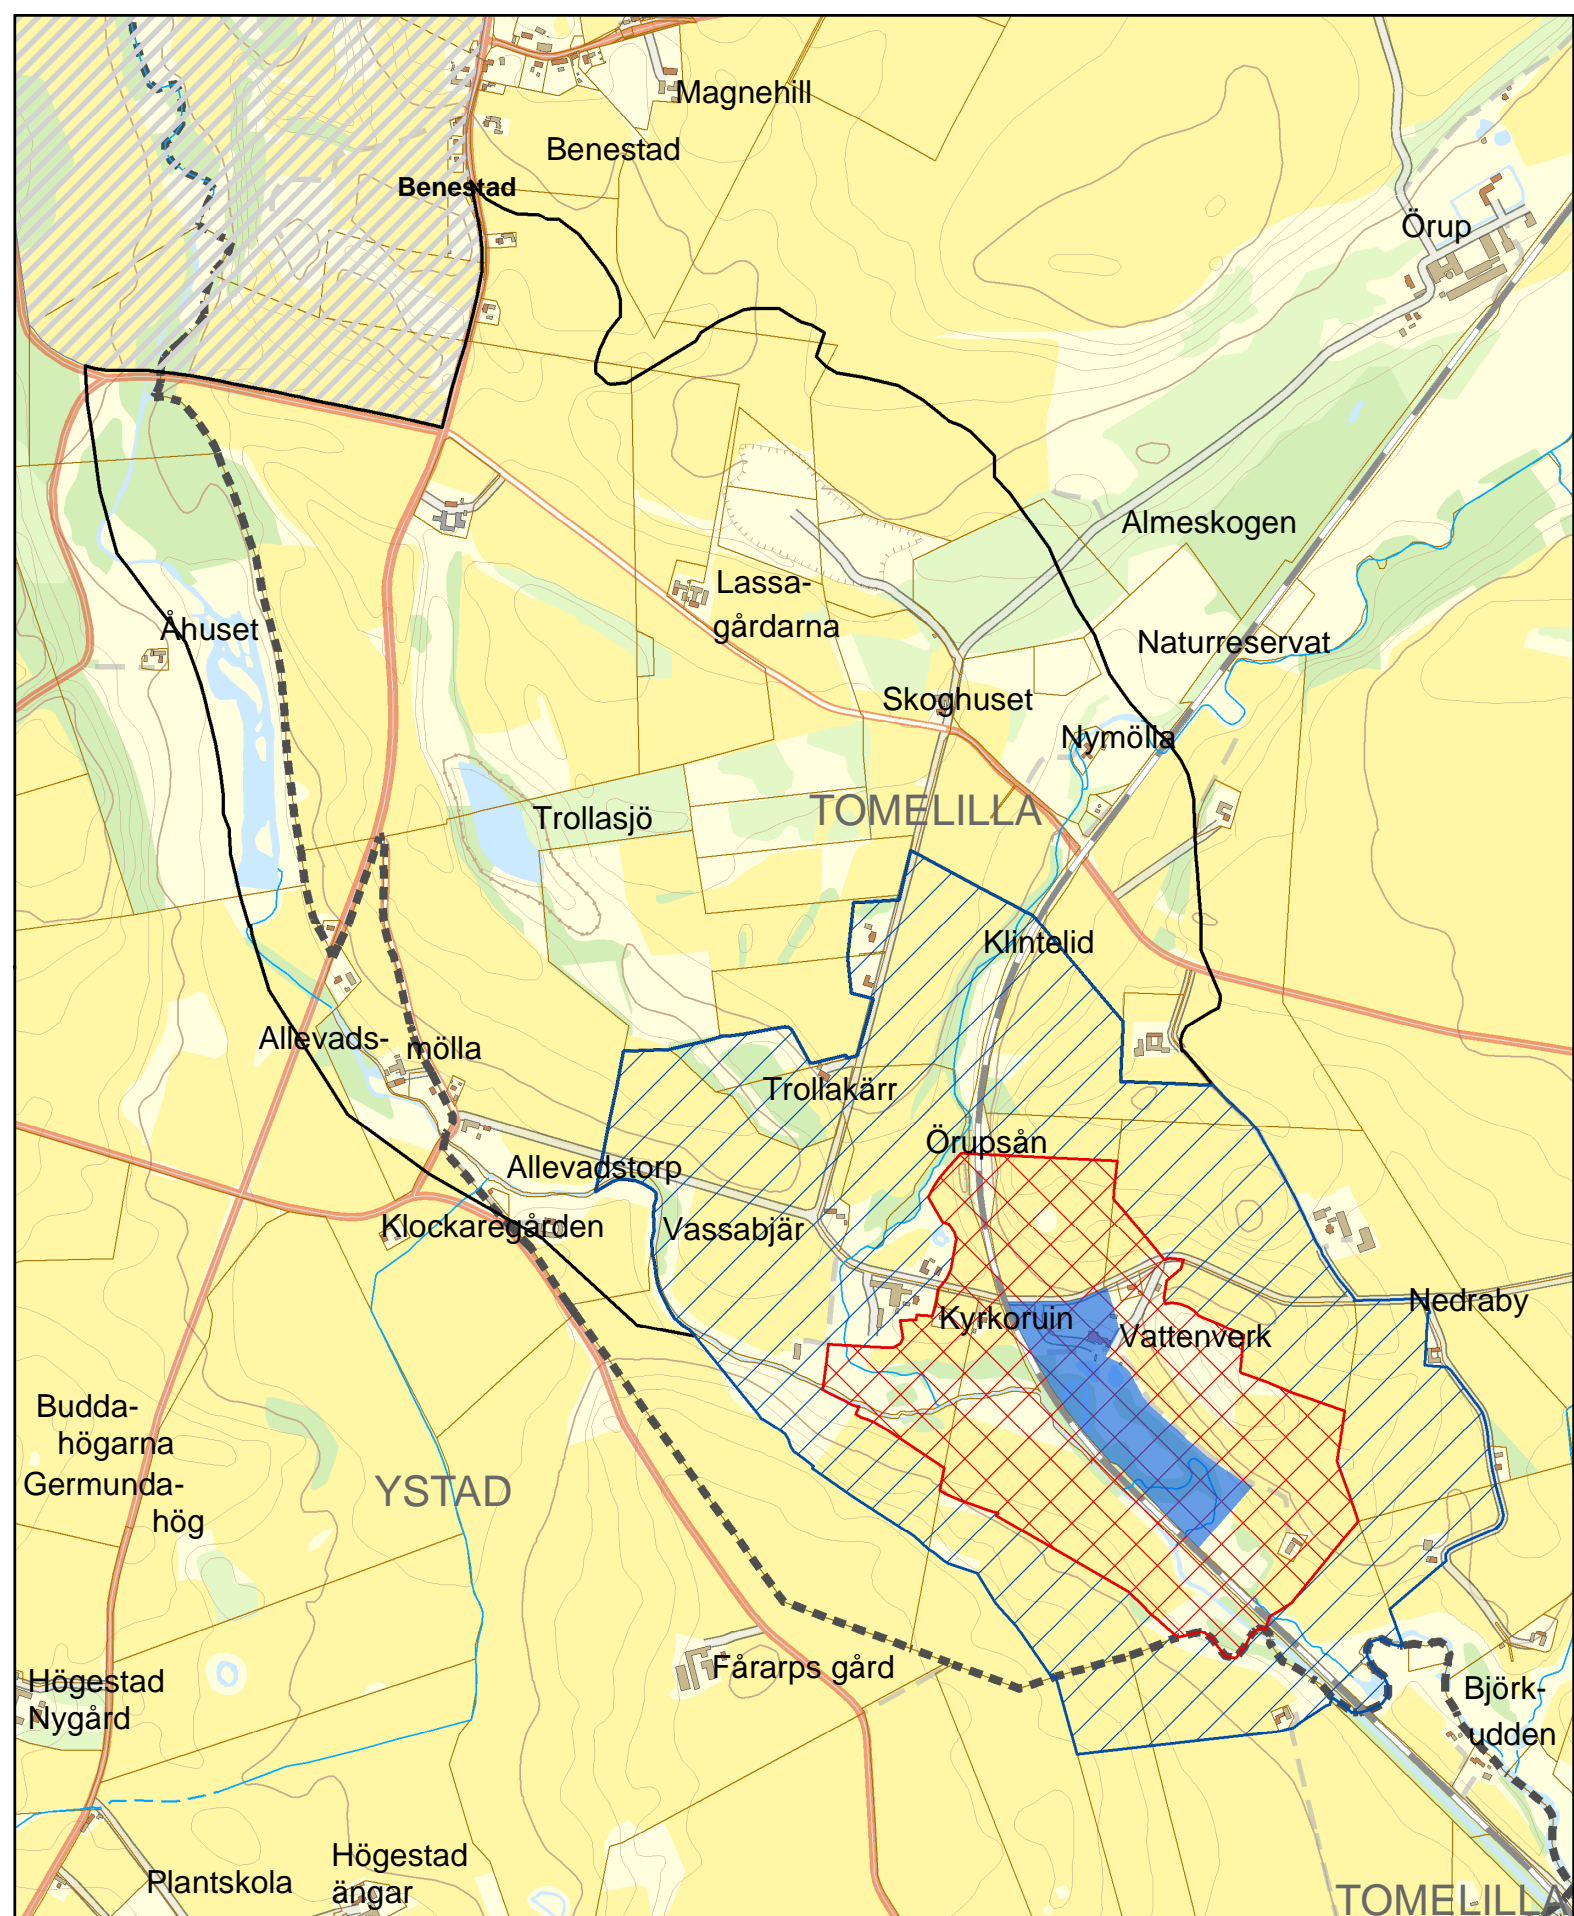 Magnehill
Benestad
Benestad
Örup
Almeskogen
Lassa-
gårdarna
Åhuset
Naturreservat
Skoghuset
Nymölla
TOMELILLA
Trollasjö
Klintelid
Allevads-
mölla
Trollakärr
Örupsån
Allevadstorp
Klockaregården
Vassabjär
Nedraby
Kyrkoruin
Vattenverk
Budda-
högarna
Germunda-
hög
YSTAD
Fårarps gård
Högestad
Nygård
Björk-
udden
Högestad
ängar
Plantskola
TOMELILLA